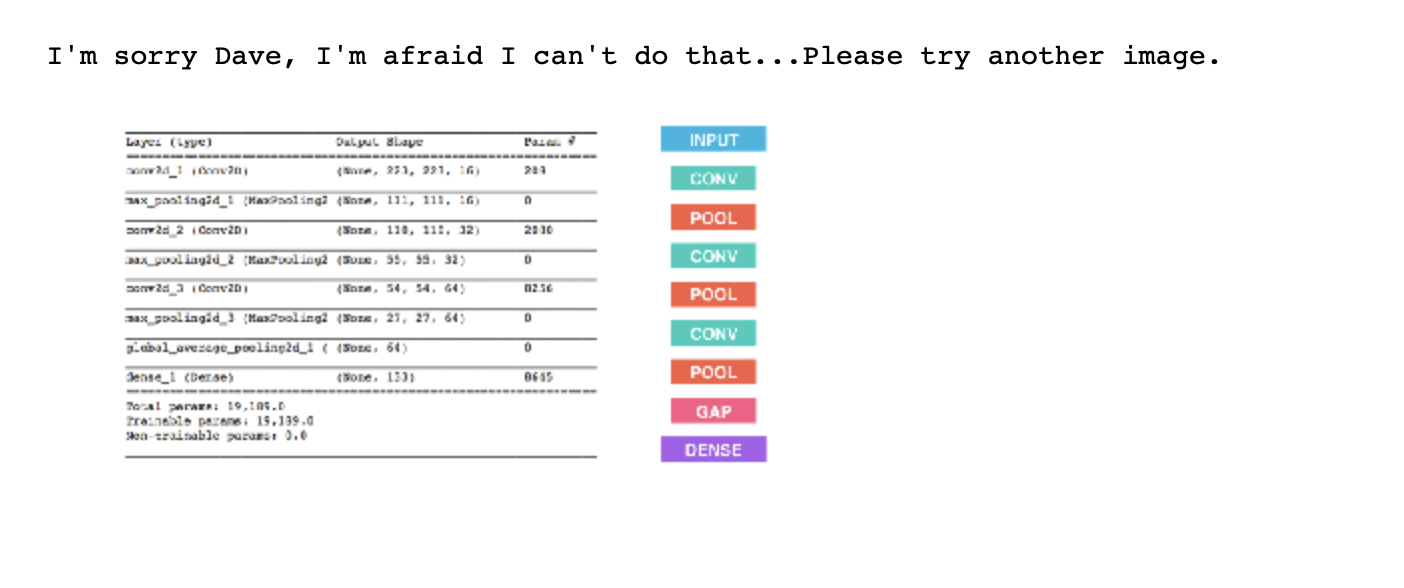 I'm sorry Dave, I'm afraid I can't do that...Please try another image.
Layer (type) Output Shape Param #
conv2d_1 (Conv2D) (None, 223, 223, 16) 208
max_pooling2d_1 (MaxPooling2 (None, 111, 111, 16) 0
conv2d_2 (Conv2D) (None, 110, 110, 32) 2080
max_pooling2d_2 (MaxPooling2 (None, 55, 55, 32) 0
conv2d_3 (Conv2D) (None, 54, 54, 64) 8256
max_pooling2d_3 (MaxPooling2 (None, 27, 27, 64) 0
global_average_pooling2d_1 ( (None, 64) 0
dense_1 (Dense) (None, 133) 8645
Total params: 19,189.0
Trainable params: 19,189.0
Non-trainable params: 0.0
INPUT
CONV
POOL
CONV
POOL
CONV
POOL
GAP
DENSE